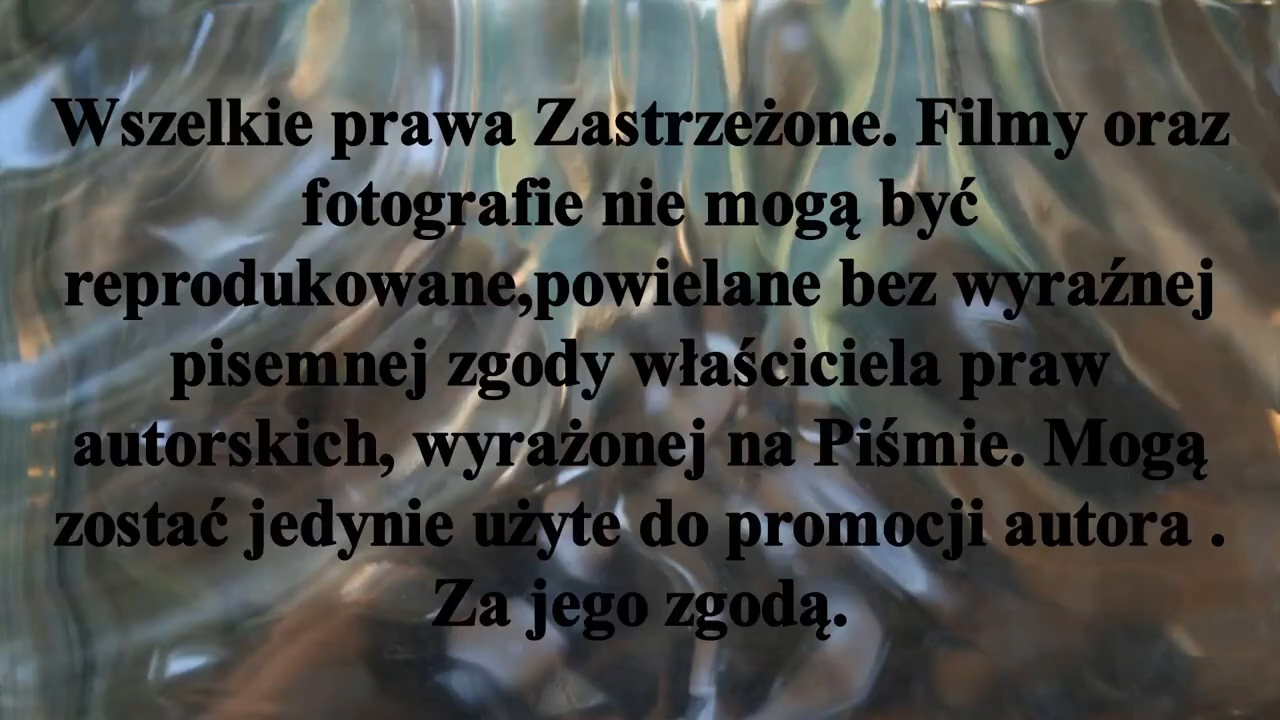 Wszelkie prawa Zastrzeżone. Filmy oraz
fotografie nie mogą być
reprodukowane,powielane bez wyraźnej
pisemnej zgody właściciela praw
autorskich, wyrażonej na Piśmie. Mogą
zostać jedynie użyte do promocji autora .
Za jego zgodą.